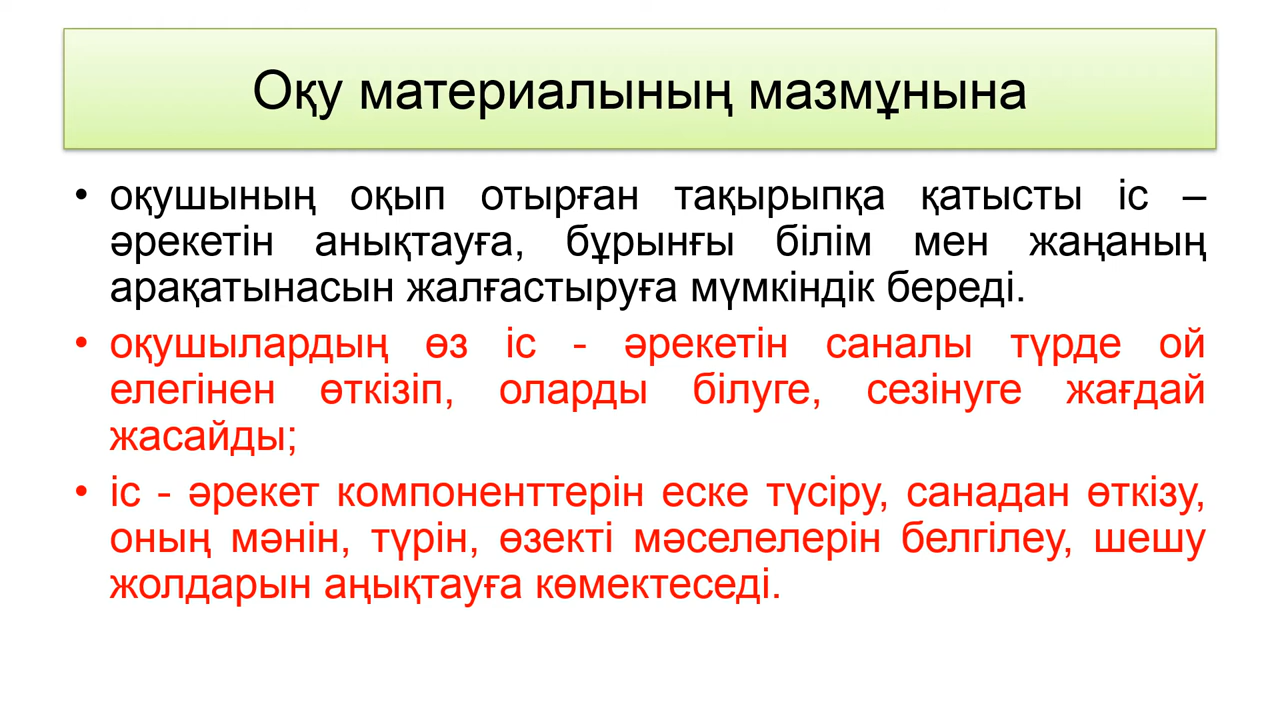 Оқу материалының мазмұнына
• оқушының оқып отырған тақырыпқа қатысты іс –
әрекетін анықтауға, бұрынғы білім мен жаңаның
арақатынасын жалғастыруға мүмкіндік береді.
• оқушылардың өз іс - әрекетін саналы түрде ой
елегінен өткізіп, оларды білуге, сезінуге жағдай
жасайды;
• іс - әрекет компоненттерін еске түсіру, санадан өткізу,
оның мәнін, түрін, өзекті мәселелерін белгілеу, шешу
жолдарын аңықтауға көмектеседі.